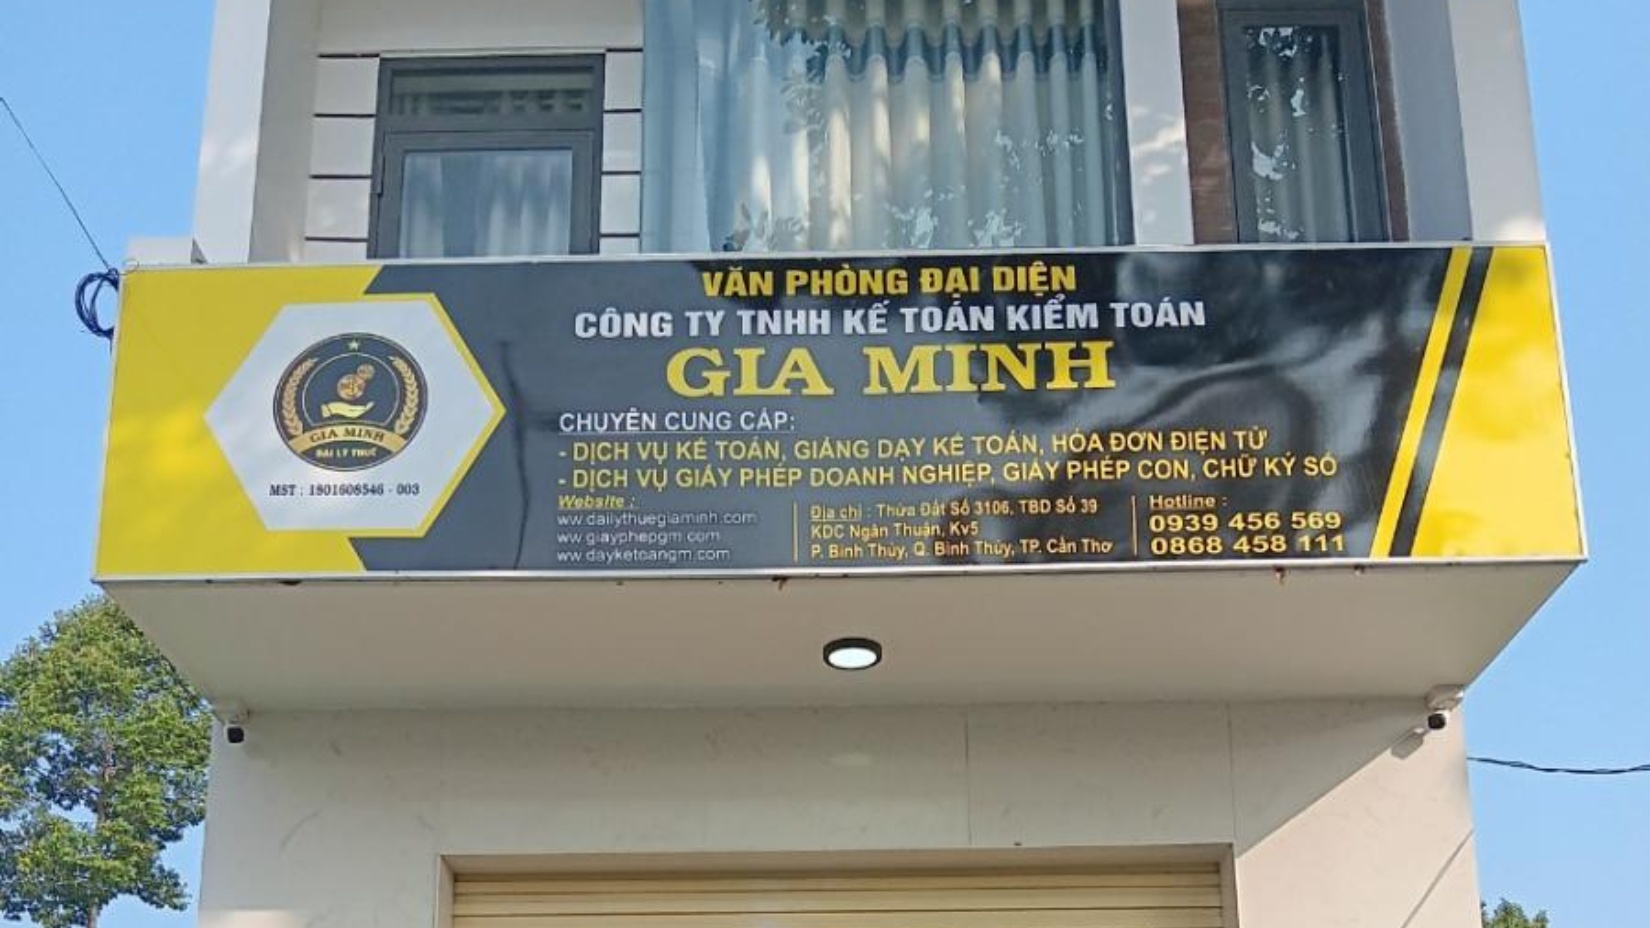 VĂN PHÒNG ĐẠI DIỆN
CÔNG TY TNHH KẾ TOÁN KIỂM TOÁN
GIA MINH
GIA MINH
ĐẠI LÝ THUẾ
MST : 1801608546 - 003
CHUYÊN CUNG CẤP:
- DỊCH VỤ KẾ TOÁN, GIẢNG DẠY KẾ TOÁN, HÓA ĐƠN ĐIỆN TỬ
- DỊCH VỤ GIẤY PHÉP DOANH NGHIỆP, GIẤY PHÉP CON, CHỮ KÝ SỐ
Website :
ww.dailythuegiaminh.com
ww.giayphepgm.com
ww.dayketoangm.com
Địa chỉ : Thửa Đất Số 3106, TBD Số 39
KDC Ngân Thuận, Kv5
P. Bình Thủy, Q. Bình Thủy, TP. Cần Thơ
Hotline :
0939 456 569
0868 458 111